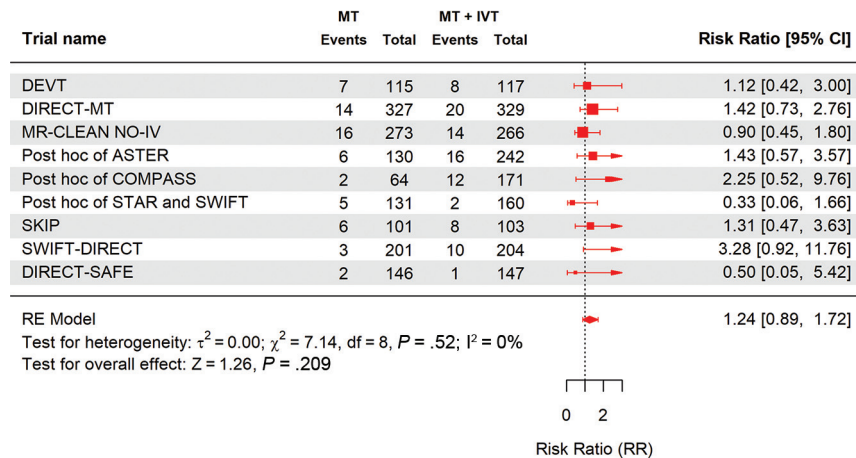 MT MT + IVT
Trial name Events Total Events Total Risk Ratio [95% CI]
DEVT 7 115 8 117 1.12 [0.42, 3.00]
DIRECT-MT 14 327 20 329 1.42 [0.73, 2.76]
MR-CLEAN NO-IV 16 273 14 266 0.90 [0.45, 1.80]
Post hoc of ASTER 6 130 16 242 1.43 [0.57, 3.57]
Post hoc of COMPASS 2 64 12 171 2.25 [0.52, 9.76]
Post hoc of STAR and SWIFT 5 131 2 160 0.33 [0.06, 1.66]
SKIP 6 101 8 103 1.31 [0.47, 3.63]
SWIFT-DIRECT 3 201 10 204 3.28 [0.92, 11.76]
DIRECT-SAFE 2 146 1 147 0.50 [0.05, 5.42]
RE Model 1.24 [0.89, 1.72]
Test for heterogeneity: τ² = 0.00; χ² = 7.14, df = 8, P = .52; I² = 0%
Test for overall effect: Z = 1.26, P = .209
0 2
Risk Ratio (RR)